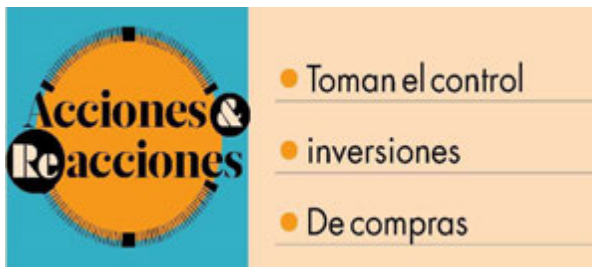 Acciones &
Reacciones
Toman el control
inversiones
De compras